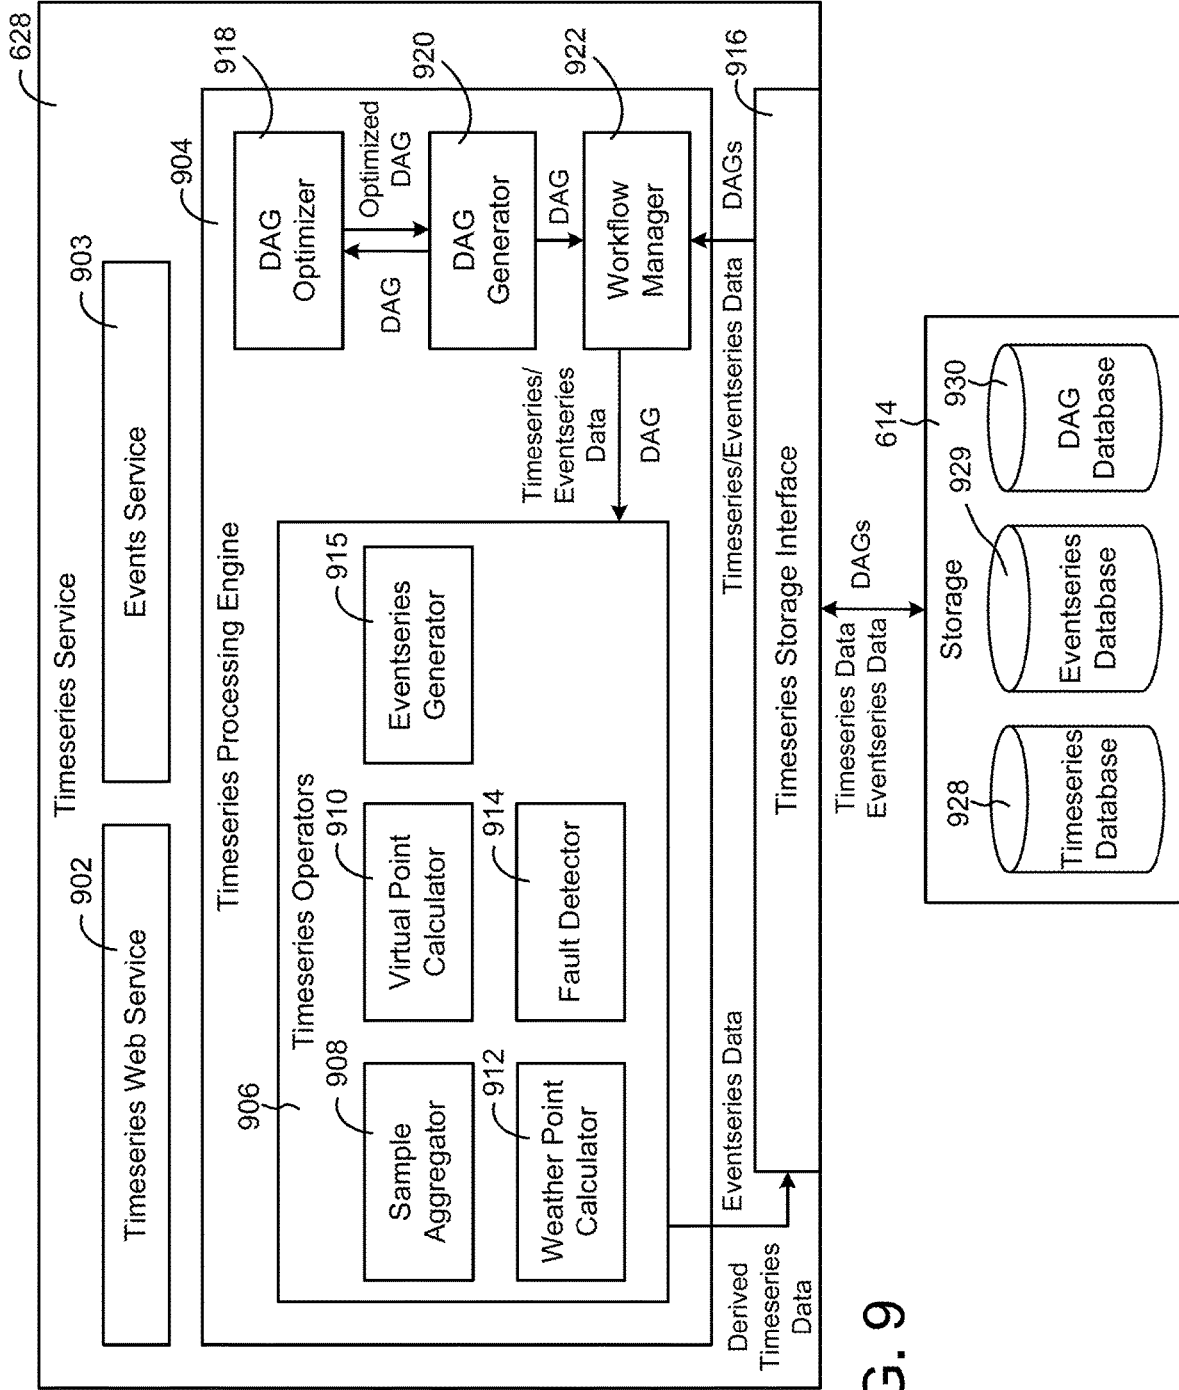 628
Timeseries Service
902
Timeseries Web Service
903
Events Service
904
Timeseries Processing Engine
906
Timeseries Operators
908
Sample
Aggregator
910
Virtual Point
Calculator
915
Eventseries
Generator
912
Weather Point
Calculator
914
Fault Detector
918
DAG
Optimizer
Optimized
DAG
DAG
920
DAG
Generator
DAG
922
Workflow
Manager
Timeseries/
Eventseries
Data
DAG
Derived
Timeseries
Data
Eventseries Data
Timeseries/Eventseries Data
DAGs
916
Timeseries Storage Interface
Timeseries Data
Eventseries Data
DAGs
614
Storage
928
Timeseries
Database
929
Eventseries
Database
930
DAG
Database
G. 9